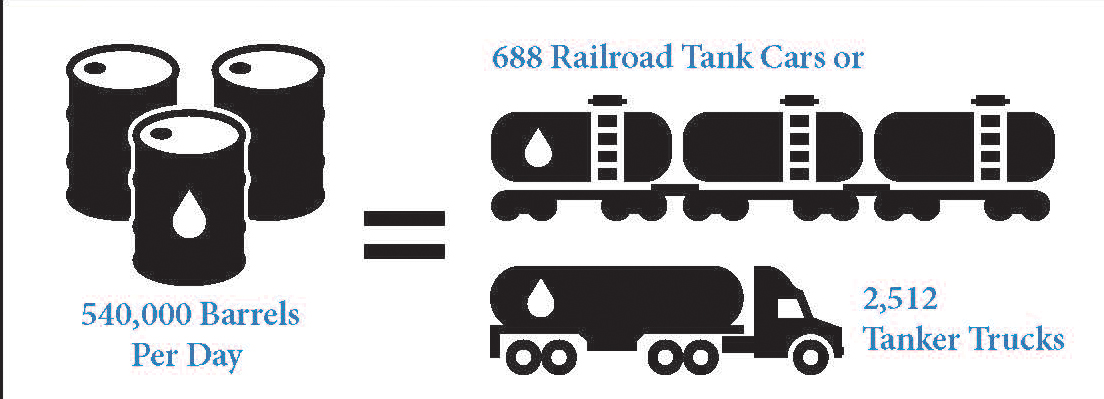 688 Railroad Tank Cars or
540,000 Barrels
Per Day
2,512
Tanker Trucks